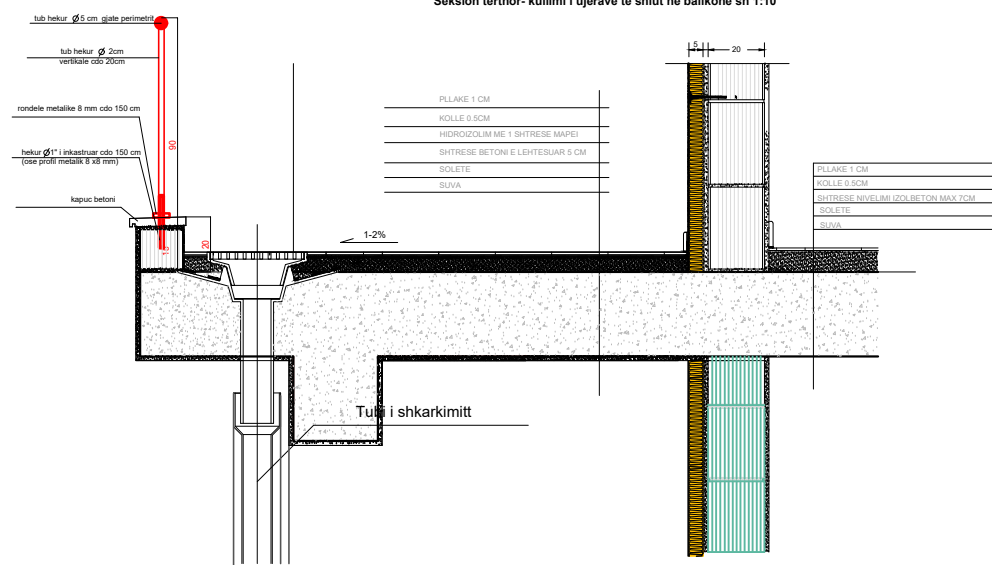 Seksion terthor- kullimi i ujerave te shiut ne ballkone sh 1:10
tub hekur Ø5 cm gjate perimetrit
tub hekur Ø 2cm
vertikale cdo 20cm
rondele metalike 8 mm cdo 150 cm
hekur Ø1" i inkastruar cdo 150 cm
(ose profil metalik 8 x8 mm)
kapuc betoni
90
20
15
1-2%
PLLAKE 1 CM
KOLLE 0.5CM
HIDROIZOLIM ME 1 SHTRESE MAPEI
SHTRESE BETONI E LEHTESUAR 5 CM
SOLETE
SUVA
5
20
PLLAKE 1 CM
KOLLE 0.5CM
SHTRESE NIVELIMI IZOLBETON MAX 7CM
SOLETE
SUVA
Tubi i shkarkimitt